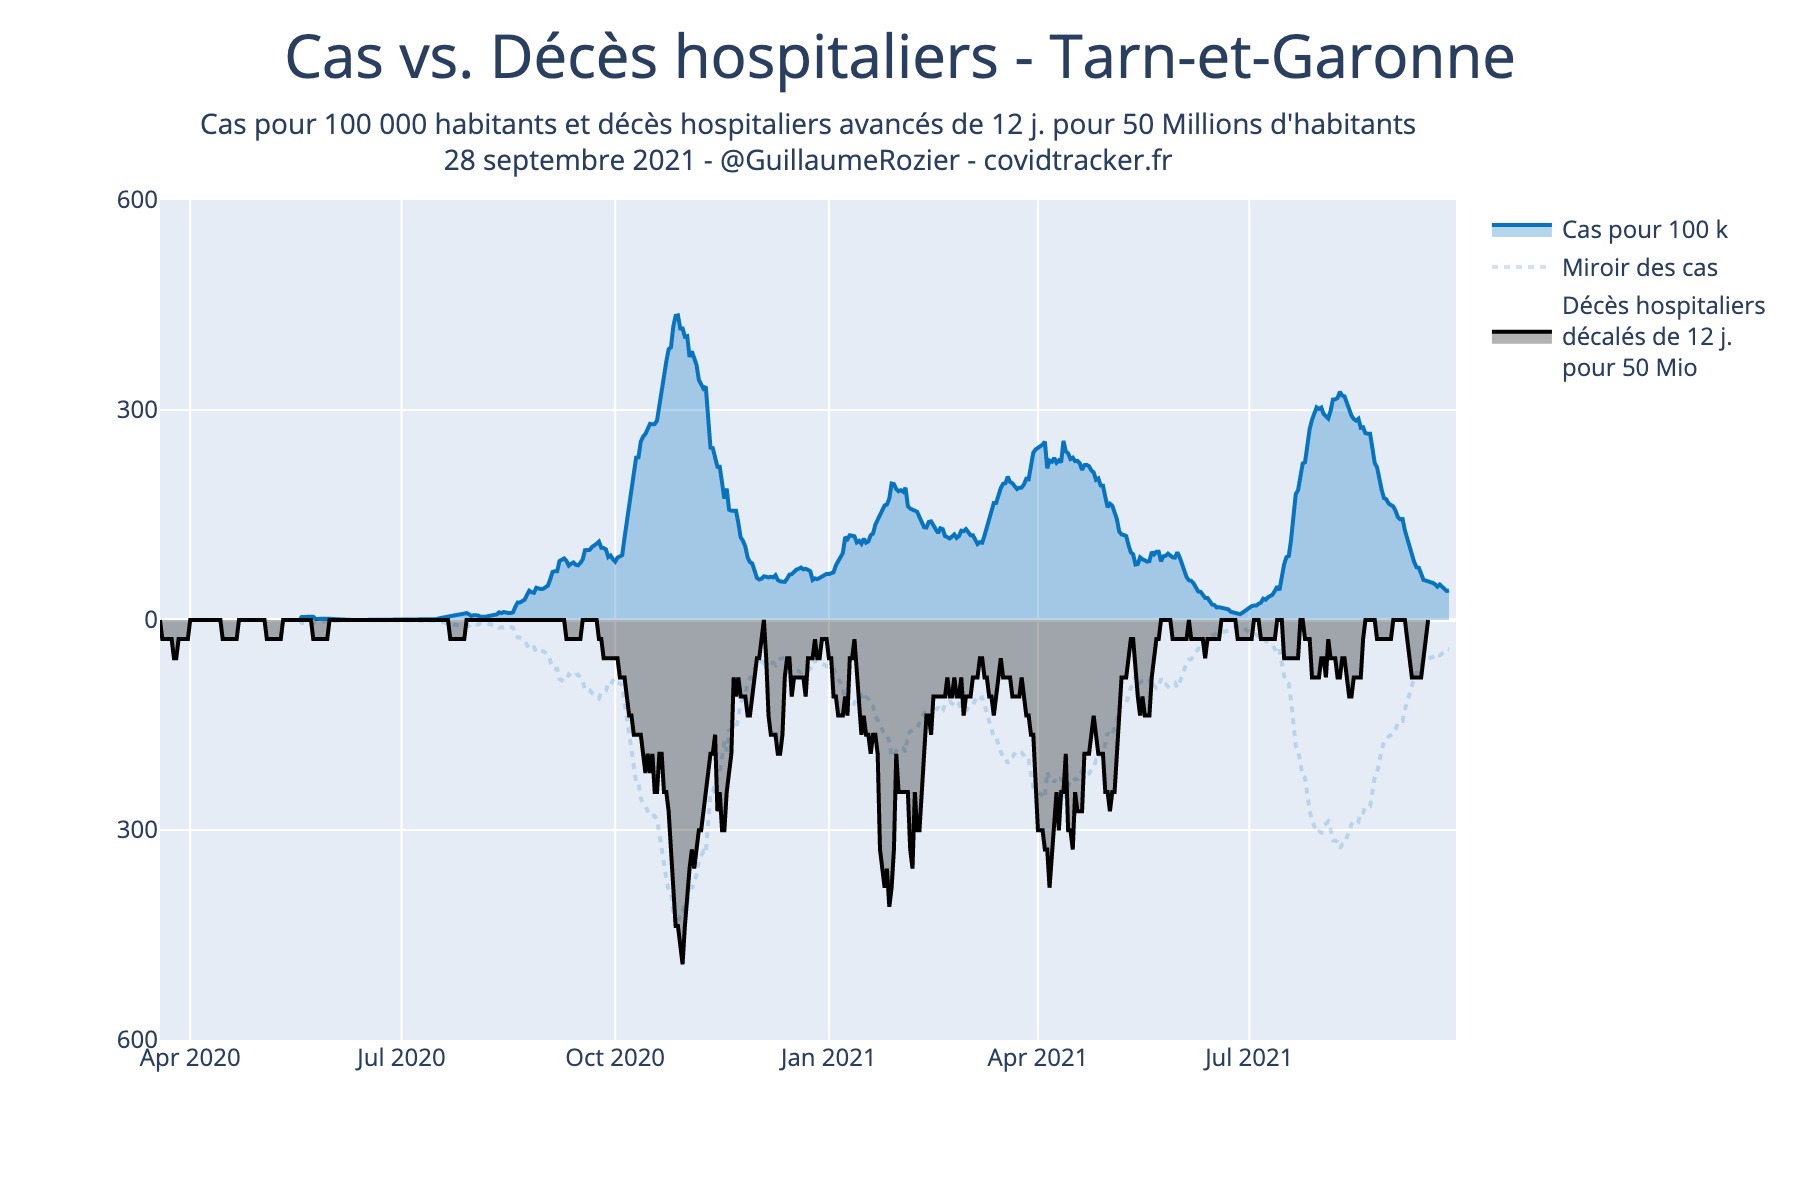 Cas vs. Décès hospitaliers - Tarn-et-Garonne
Cas pour 100 000 habitants et décès hospitaliers avancés de 12 j. pour 50 Millions d'habitants
28 septembre 2021 - @GuillaumeRozier - covidtracker.fr
600
300
0
300
600
Apr 2020
Jul 2020
Oct 2020
Jan 2021
Apr 2021
Jul 2021
Cas pour 100 k
Miroir des cas
Décès hospitaliers
décalés de 12 j.
pour 50 Mio